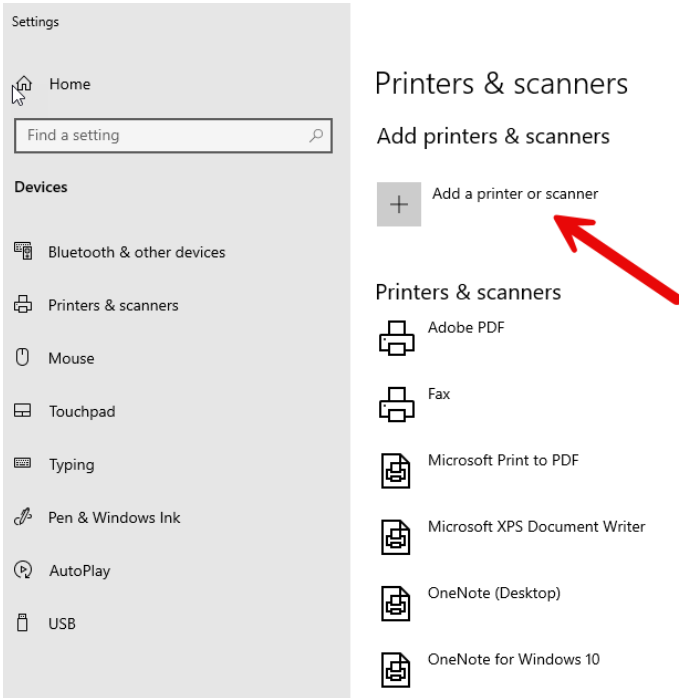 Settings
Home
Find a setting
Devices
Bluetooth & other devices
Printers & scanners
Mouse
Touchpad
Typing
Pen & Windows Ink
AutoPlay
USB
Printers & scanners
Add printers & scanners
Add a printer or scanner
Printers & scanners
Adobe PDF
Fax
Microsoft Print to PDF
Microsoft XPS Document Writer
OneNote (Desktop)
OneNote for Windows 10